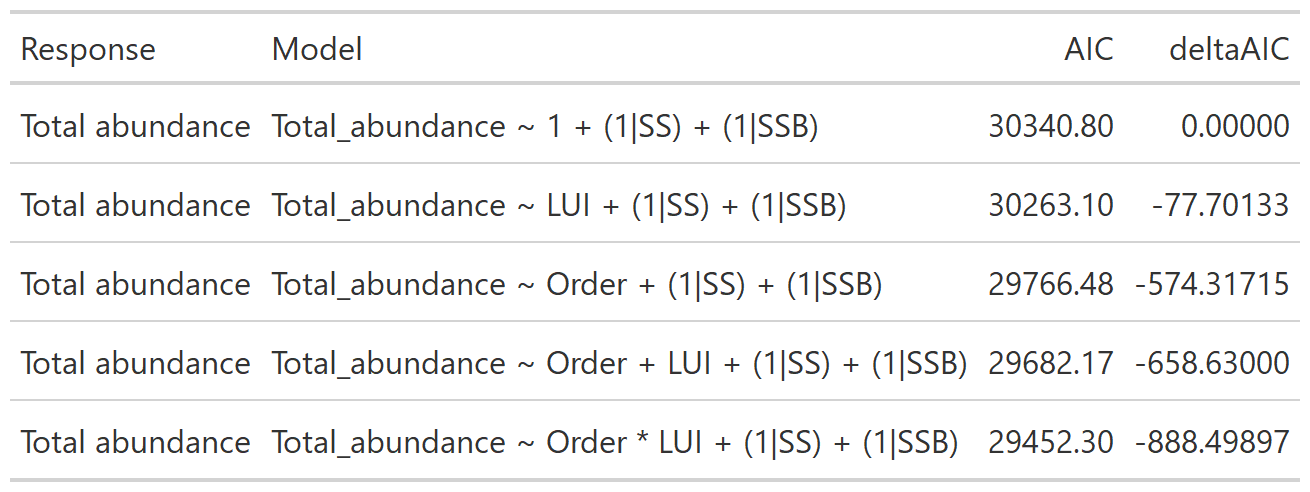 Response Model AIC deltaAIC
Total abundance Total_abundance ~ 1 + (1|SS) + (1|SSB) 30340.80 0.00000
Total abundance Total_abundance ~ LUI + (1|SS) + (1|SSB) 30263.10 -77.70133
Total abundance Total_abundance ~ Order + (1|SS) + (1|SSB) 29766.48 -574.31715
Total abundance Total_abundance ~ Order + LUI + (1|SS) + (1|SSB) 29682.17 -658.63000
Total abundance Total_abundance ~ Order * LUI + (1|SS) + (1|SSB) 29452.30 -888.49897